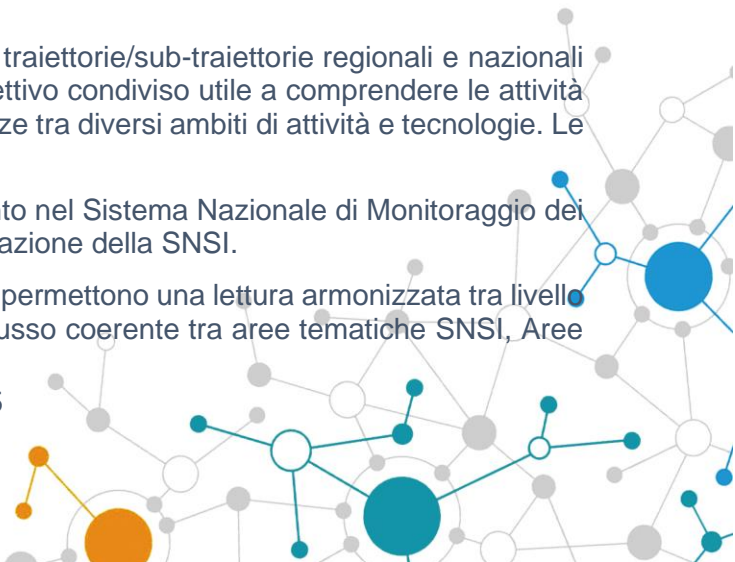 traiettorie/sub-traiettorie regionali e nazionali
ettivo condiviso utile a comprendere le attività
ze tra diversi ambiti di attività e tecnologie. Le
nto nel Sistema Nazionale di Monitoraggio dei
azione della SNSI.
permettono una lettura armonizzata tra livello
usso coerente tra aree tematiche SNSI, Aree